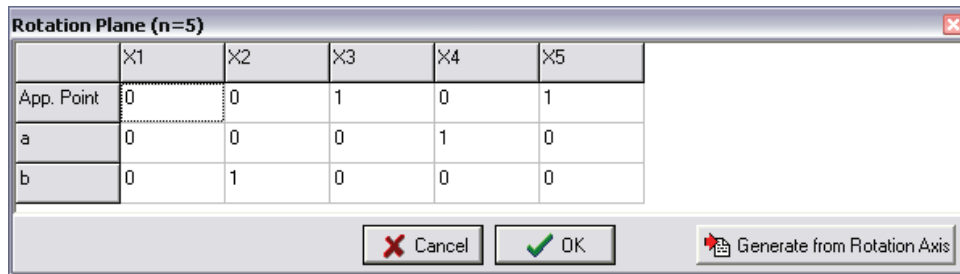 Rotation Plane (n=5)
X1 X2 X3 X4 X5
App. Point 0 0 1 0 1
a 0 0 0 1 0
b 0 1 0 0 0
Cancel OK Generate from Rotation Axis